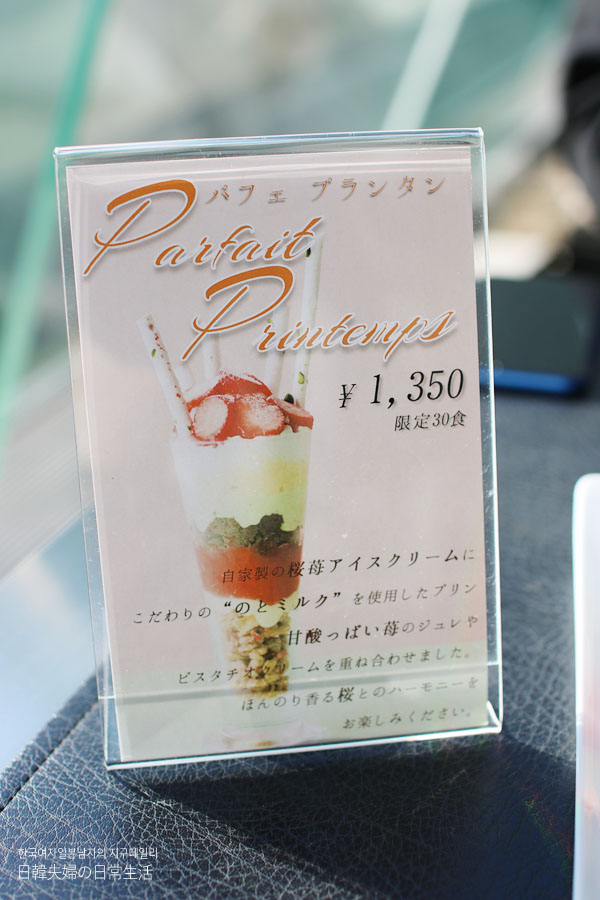 パフェ プランタン
Parfait
Printemps
¥ 1,350
限定30食
自家製の桜苺アイスクリームに
こだわりの“のとミルク”を使用したプリン
甘酸っぱい苺のジュレや
ピスタチオクリームを重ね合わせました。
ほんのり香る桜とのハーモニーを
お楽しみください。
한국여자일본남자의 지구데일리
日韓夫婦の日常生活